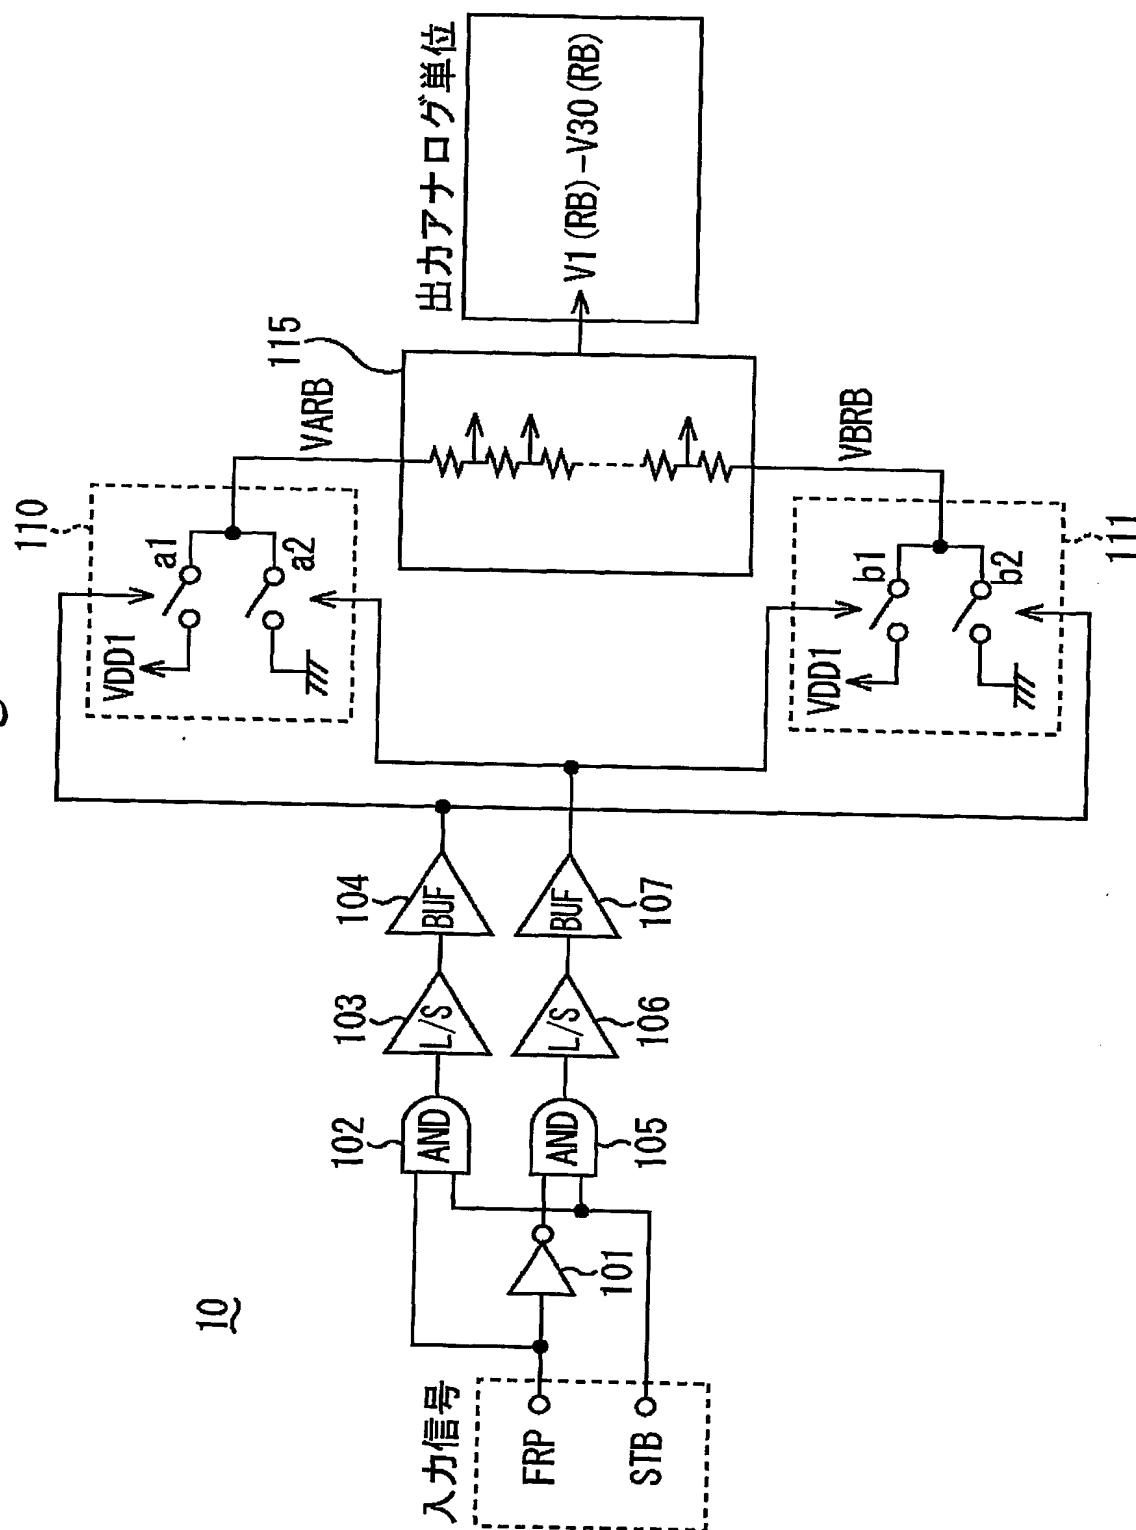 10
入力信号
FRP
STB
101
102
AND
105
AND
103
L/S
106
L/S
104
BUF
107
BUF
110
VDD1
a1
a2
111
VDD1
b1
b2
VARB
VBRB
115
出力アナログ単位
V1(RB)-V30(RB)